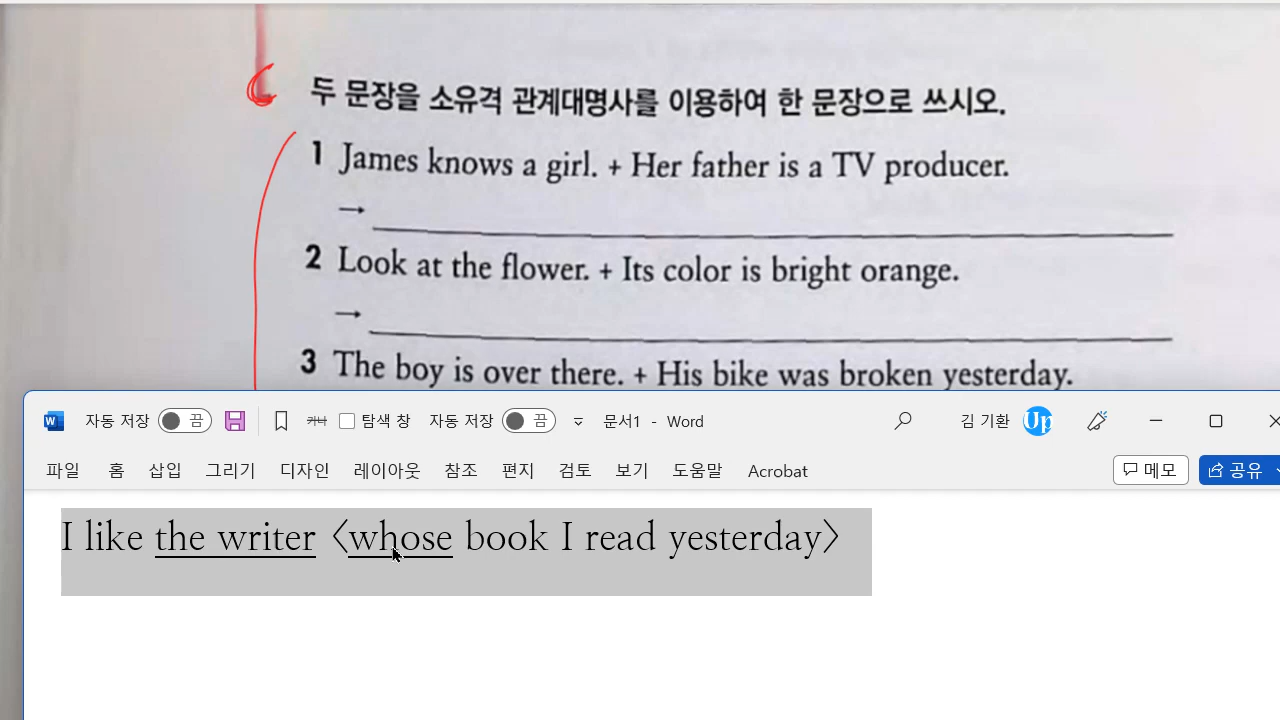 두 문장을 소유격 관계대명사를 이용하여 한 문장으로 쓰시오.
1 James knows a girl. + Her father is a TV producer.
→
2 Look at the flower. + Its color is bright orange.
→
3 The boy is over there. + His bike was broken yesterday.
자동 저장 끔 탐색 창 자동 저장 끔 문서1 - Word 김 기환 Up
파일 홈 삽입 그리기 디자인 레이아웃 참조 편지 검토 보기 도움말 Acrobat 메모 공유
I like the writer 〈whose book I read yesterday〉